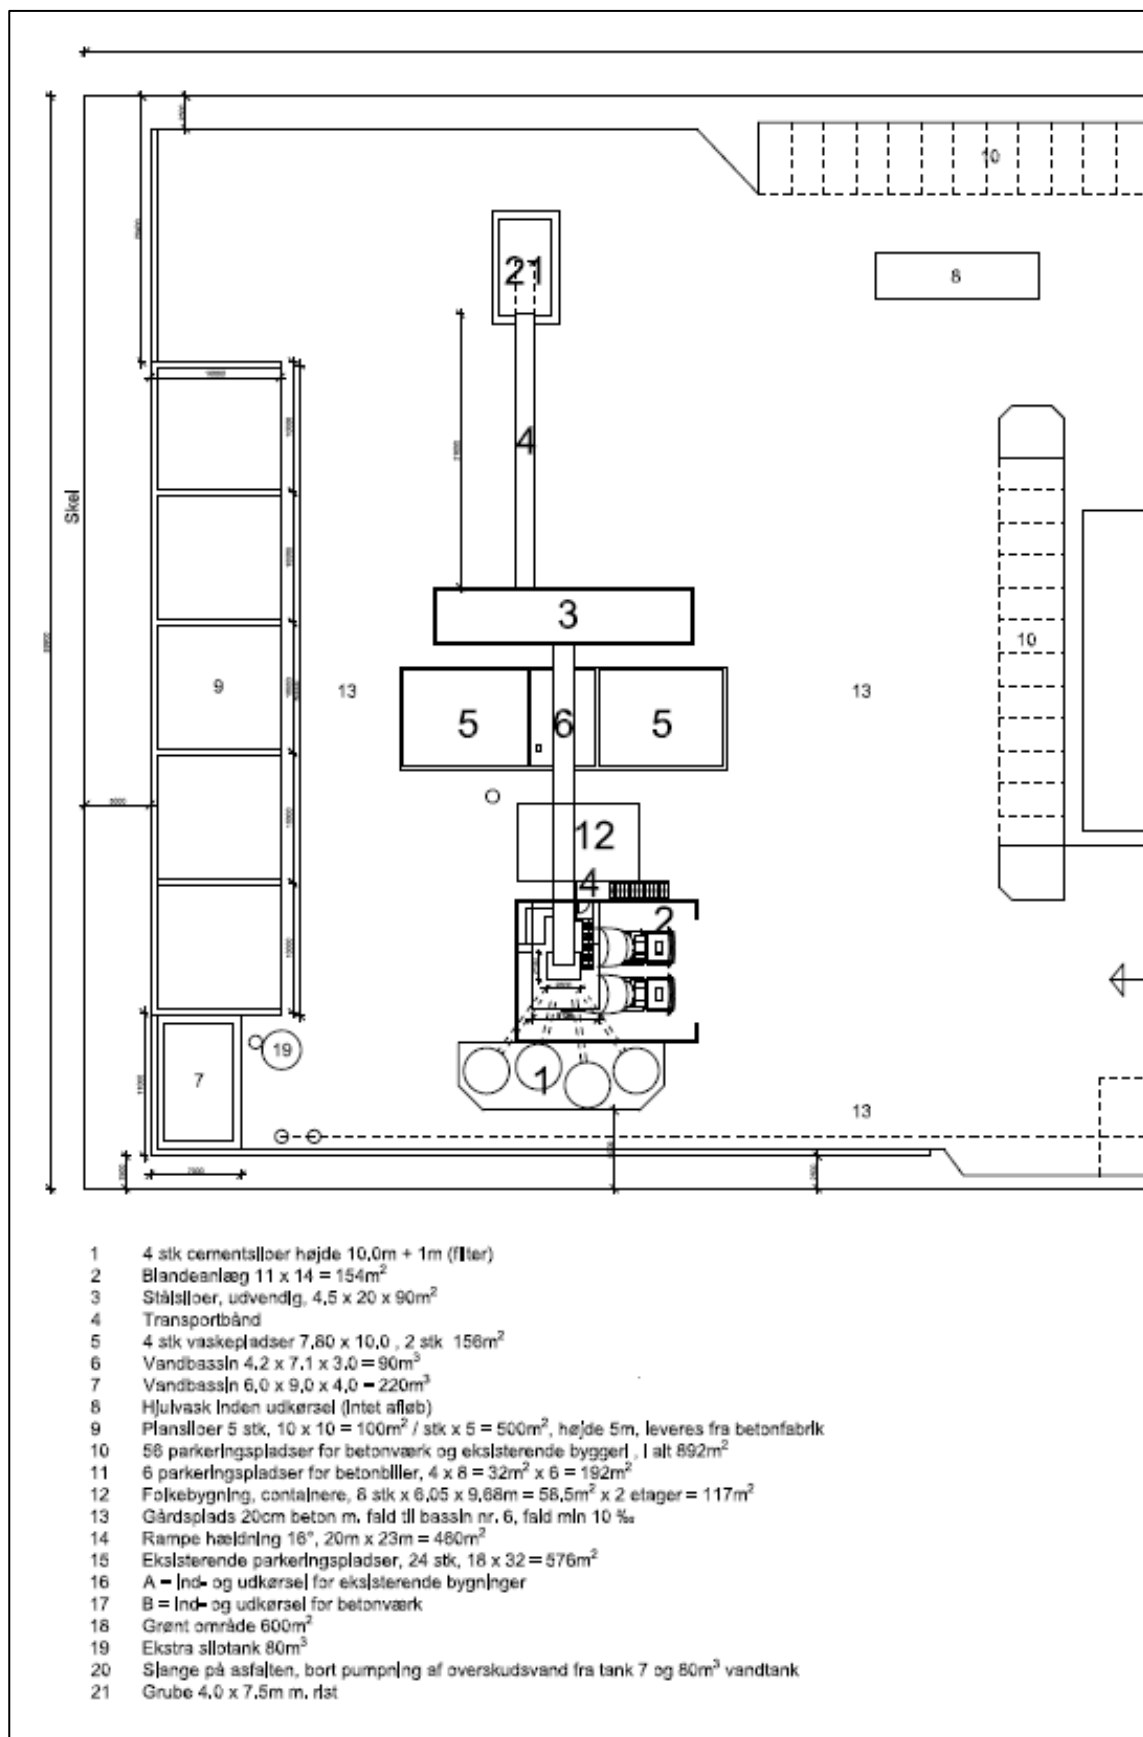 10
21
8
4
Skel
3
9
13
5
6
5
13
10
12
4
2
19
7
1
13
1 4 stk cementsiloer højde 10,0m + 1m (filter)
2 Blandeanlæg 11 x 14 = 154m²
3 Stålsiloer, udvendig, 4,5 x 20 x 90m²
4 Transportbånd
5 4 stk vaskepladser 7,80 x 10,0 , 2 stk 156m²
6 Vandbassin 4,2 x 7,1 x 3,0 = 90m³
7 Vandbassin 6,0 x 9,0 x 4,0 = 220m³
8 Hjulvask inden udkørsel (intet afløb)
9 Plansiloer 5 stk, 10 x 10 = 100m² / stk x 5 = 500m², højde 5m, leveres fra betonfabrik
10 56 parkeringspladser for betonværk og eksisterende byggeri , i alt 892m²
11 6 parkeringspladser for betonbiler, 4 x 8 = 32m² x 6 = 192m²
12 Folkebygning, containere, 8 stk x 6,05 x 9,68m = 58,5m² x 2 etager = 117m²
13 Gårdsplads 20cm beton m. fald til bassin nr. 6, fald min 10 ‰
14 Rampe hældning 16°, 20m x 23m = 460m²
15 Eksisterende parkeringspladser, 24 stk, 18 x 32 = 576m²
16 A = ind- og udkørsel for eksisterende bygninger
17 B = ind- og udkørsel for betonværk
18 Grønt område 600m²
19 Ekstra silotank 80m³
20 Slange på asfalten, bort pumpning af overskudsvand fra tank 7 og 80m³ vandtank
21 Grube 4,0 x 7,5m m. rist